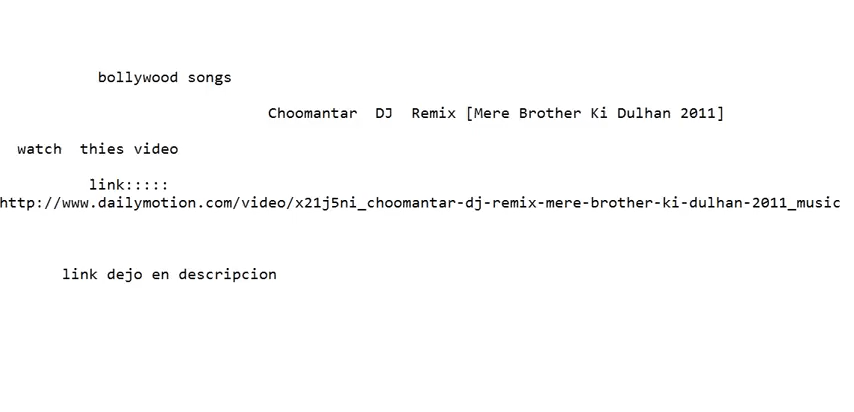 bollywood songs
Choomantar DJ Remix [Mere Brother Ki Dulhan 2011]
watch thies video
link:::::
http://www.dailymotion.com/video/x21j5ni_choomantar-dj-remix-mere-brother-ki-dulhan-2011_music
link dejo en descripcion